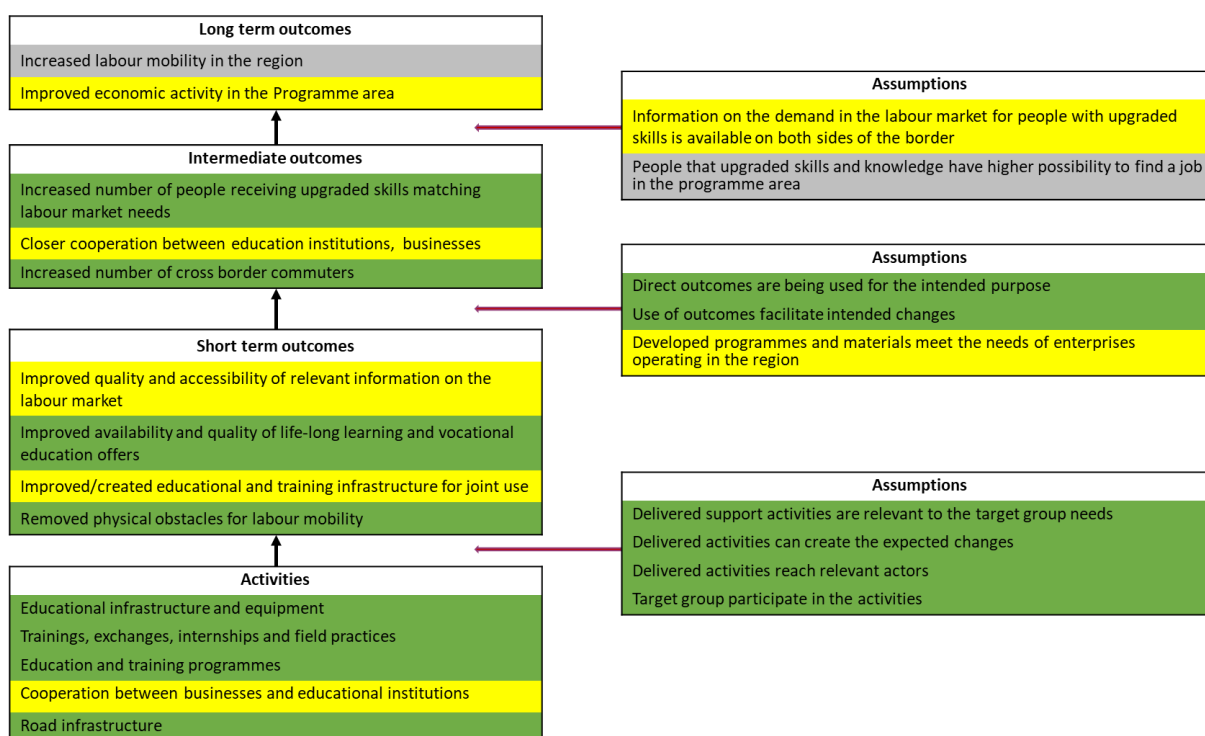 Long term outcomes
Increased labour mobility in the region
Improved economic activity in the Programme area
Assumptions
Information on the demand in the labour market for people with upgraded
skills is available on both sides of the border
People that upgraded skills and knowledge have higher possibility to find a job
in the programme area
Intermediate outcomes
Increased number of people receiving upgraded skills matching
labour market needs
Closer cooperation between education institutions, businesses
Increased number of cross border commuters
Assumptions
Direct outcomes are being used for the intended purpose
Use of outcomes facilitate intended changes
Developed programmes and materials meet the needs of enterprises
operating in the region
Short term outcomes
Improved quality and accessibility of relevant information on the
labour market
Improved availability and quality of life-long learning and vocational
education offers
Improved/created educational and training infrastructure for joint use
Removed physical obstacles for labour mobility
Assumptions
Delivered support activities are relevant to the target group needs
Delivered activities can create the expected changes
Delivered activities reach relevant actors
Target group participate in the activities
Activities
Educational infrastructure and equipment
Trainings, exchanges, internships and field practices
Education and training programmes
Cooperation between businesses and educational institutions
Road infrastructure